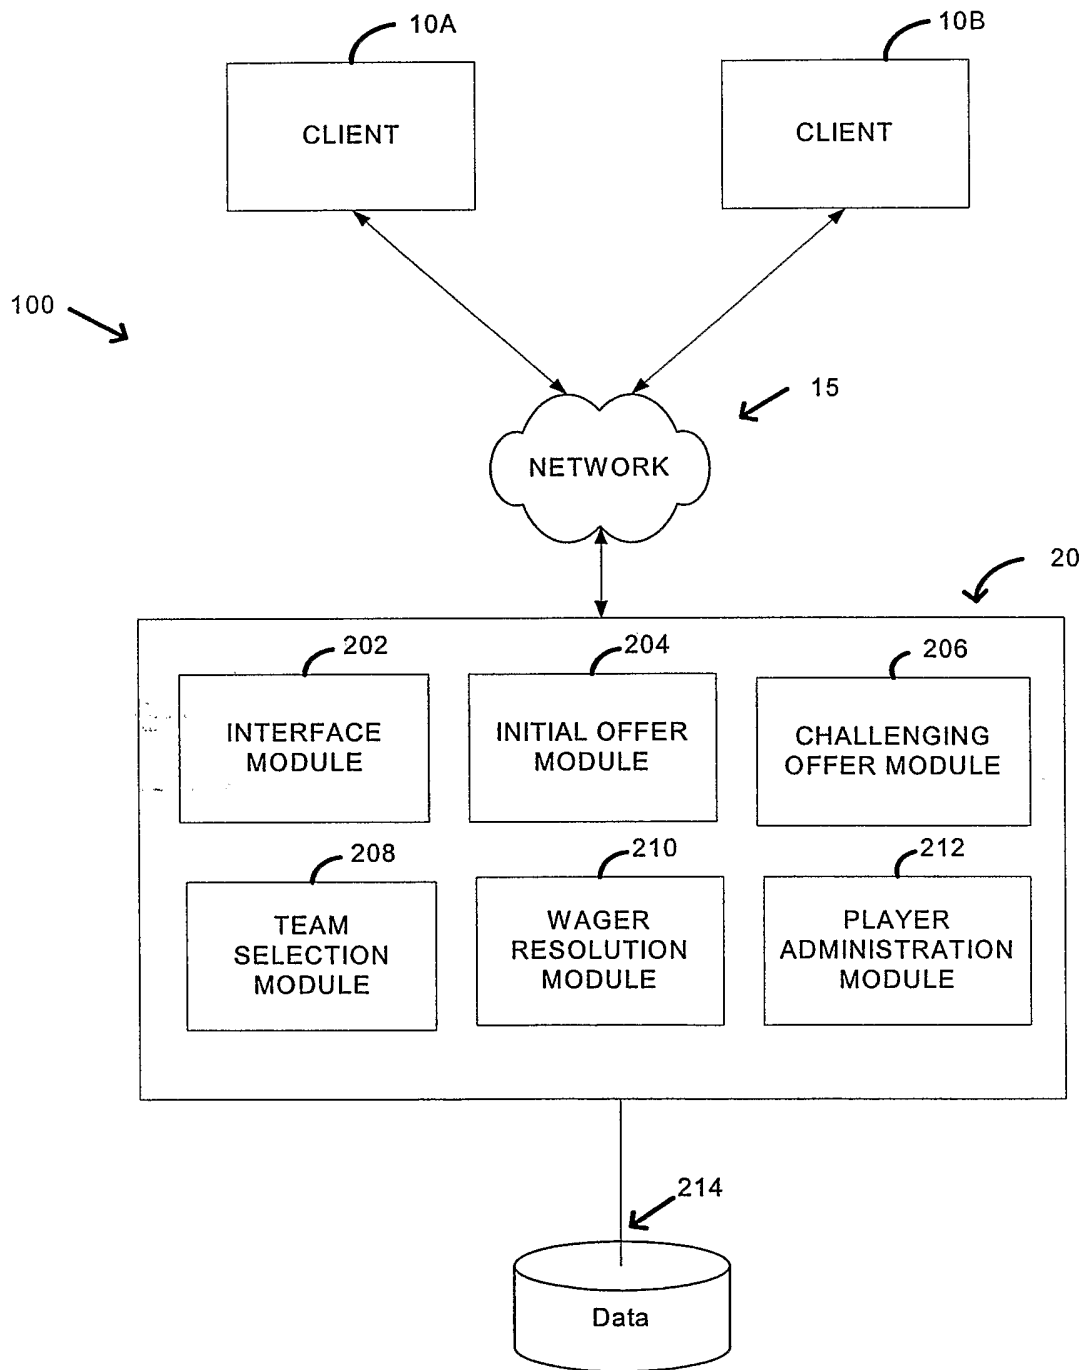 10A
10B
CLIENT
CLIENT
100
15
NETWORK
20
202
204
206
INTERFACE
MODULE
INITIAL OFFER
MODULE
CHALLENGING
OFFER MODULE
208
210
212
TEAM
SELECTION
MODULE
WAGER
RESOLUTION
MODULE
PLAYER
ADMINISTRATION
MODULE
214
Data